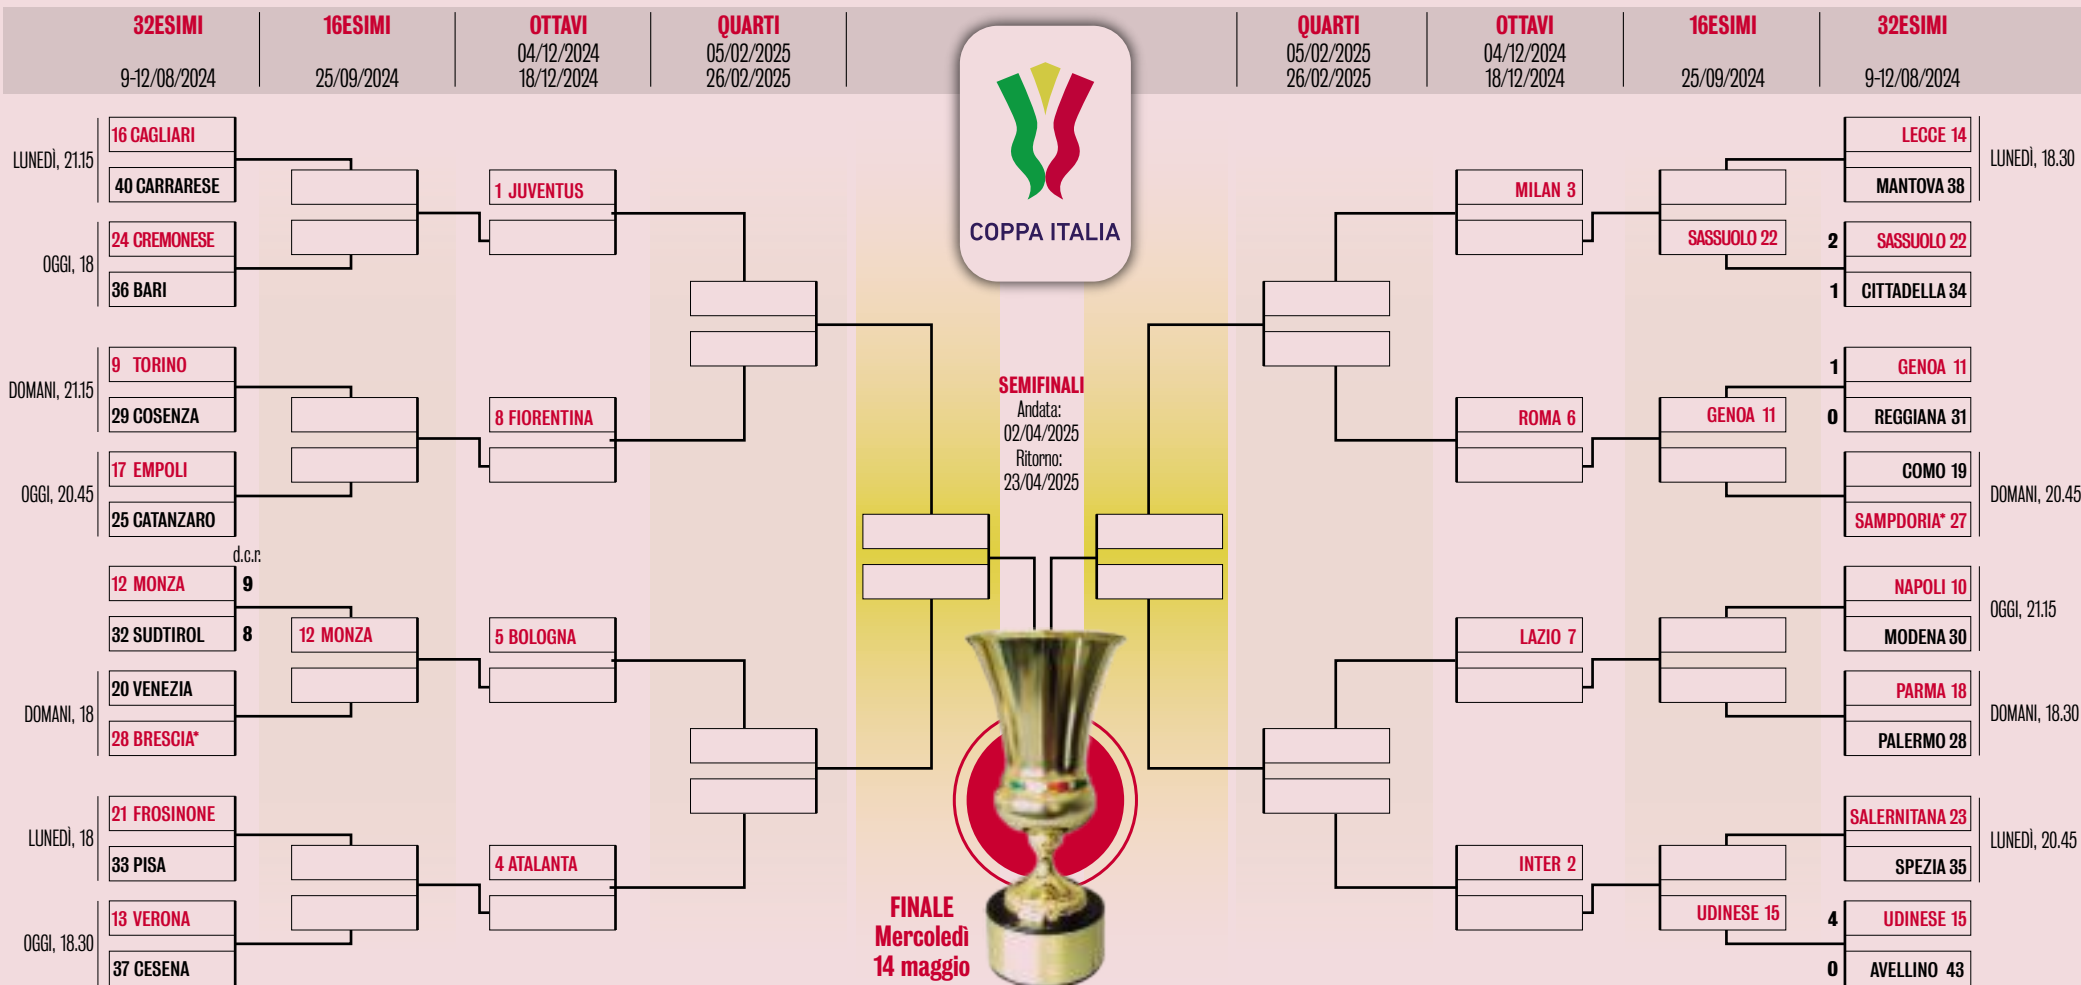 32ESIMI
9-12/08/2024
16ESIMI
25/09/2024
OTTAVI
04/12/2024
18/12/2024
QUARTI
05/02/2025
26/02/2025
COPPA ITALIA
QUARTI
05/02/2025
26/02/2025
OTTAVI
04/12/2024
18/12/2024
16ESIMI
25/09/2024
32ESIMI
9-12/08/2024
LUNEDÌ, 21.15
16 CAGLIARI
40 CARRARESE
OGGI, 18
24 CREMONESE
36 BARI
DOMANI, 21.15
9 TORINO
29 COSENZA
OGGI, 20.45
17 EMPOLI
25 CATANZARO
d.c.r.
12 MONZA 9
32 SUDTIROL 8
DOMANI, 18
20 VENEZIA
28 BRESCIA*
LUNEDÌ, 18
21 FROSINONE
33 PISA
OGGI, 18.30
13 VERONA
37 CESENA
12 MONZA
1 JUVENTUS
8 FIORENTINA
5 BOLOGNA
4 ATALANTA
SEMIFINALI
Andata:
02/04/2025
Ritorno:
23/04/2025
FINALE
Mercoledì
14 maggio
MILAN 3
ROMA 6
LAZIO 7
INTER 2
SASSUOLO 22
GENOA 11
UDINESE 15
LECCE 14
MANTOVA 38
LUNEDÌ, 18.30
2 SASSUOLO 22
1 CITTADELLA 34
1 GENOA 11
0 REGGIANA 31
COMO 19
SAMPDORIA* 27
DOMANI, 20.45
NAPOLI 10
MODENA 30
OGGI, 21.15
PARMA 18
PALERMO 28
DOMANI, 18.30
SALERNITANA 23
SPEZIA 35
LUNEDÌ, 20.45
4 UDINESE 15
0 AVELLINO 43